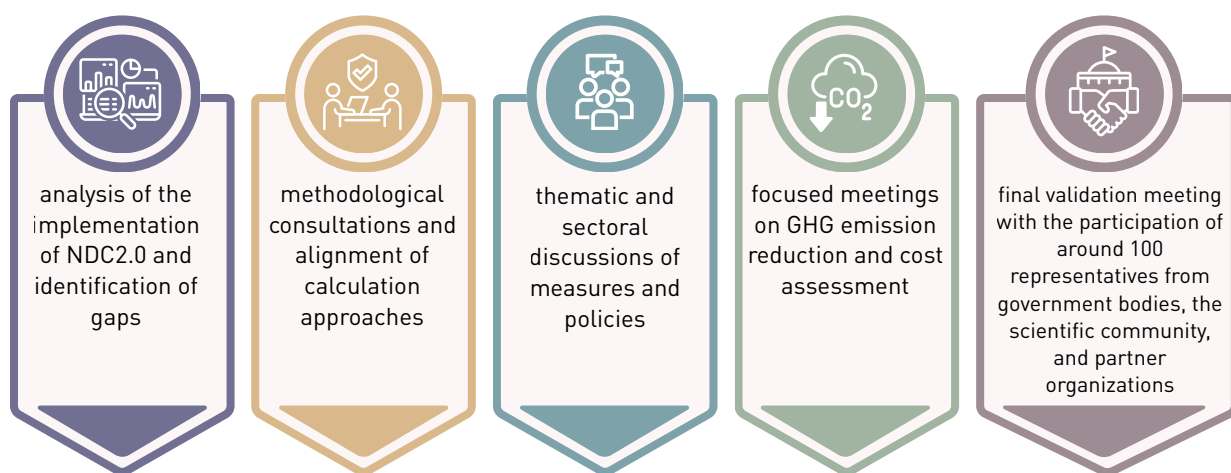 analysis of the
implementation
of NDC2.0 and
identification of
gaps
methodological
consultations and
alignment of
calculation
approaches
thematic and
sectoral
discussions of
measures and
policies
CO2
focused meetings
on GHG emission
reduction and cost
assessment
final validation meeting
with the participation of
around 100
representatives from
government bodies, the
scientific community,
and partner
organizations